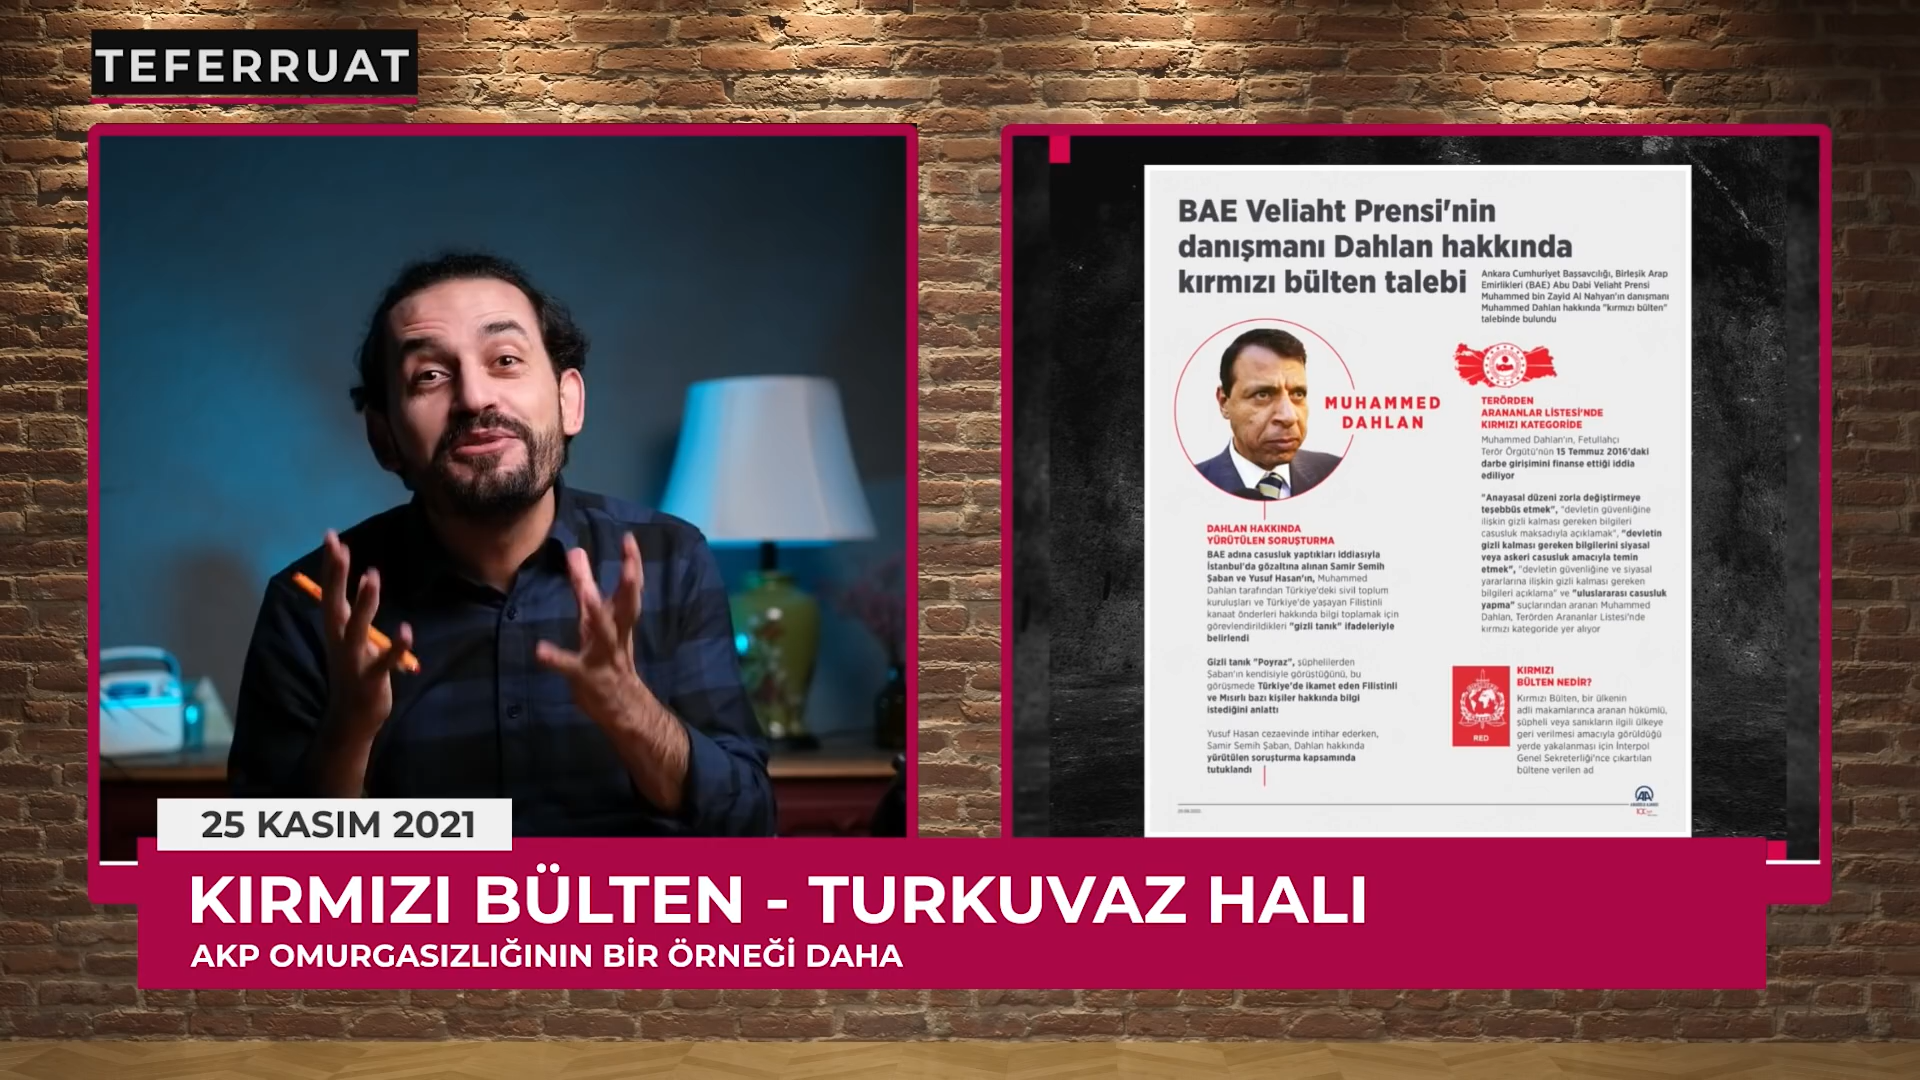 TEFERRUAT
BAE Veliaht Prensi'nin
danışmanı Dahlan hakkında
kırmızı bülten talebi
Ankara Cumhuriyet Başsavcılığı, Birleşik Arap
Emirlikleri (BAE) Abu Dabi Veliaht Prensi
Muhammed bin Zayid Al Nahyan'ın danışmanı
Muhammed Dahlan hakkında "kırmızı bülten"
talebinde bulundu
MUHAMMED
DAHLAN
DAHLAN HAKKINDA
YÜRÜTÜLEN SORUŞTURMA
BAE adına casusluk yaptıkları iddiasıyla
İstanbul'da gözaltına alınan Samir Semih
Şaban ve Yusuf Hasan'ın, Muhammed
Dahlan tarafından Türkiye'deki sivil toplum
kuruluşları ve Türkiye'de yaşayan Filistinli
kanaat önderleri hakkında bilgi toplamak için
görevlendirildikleri "gizli tanık" ifadeleriyle
belirlendi
Gizli tanık "Poyraz", şüphelilerden
Şaban'ın kendisiyle görüştüğünü, bu
görüşmede Türkiye'de ikamet eden Filistinli
ve Mısırlı bazı kişiler hakkında bilgi
istediğini anlattı
Yusuf Hasan cezaevinde intihar ederken,
Samir Semih Şaban, Dahlan hakkında
yürütülen soruşturma kapsamında
tutuklandı
TERÖRDEN
ARANANLAR LİSTESİ'NDE
KIRMIZI KATEGORİDE
Muhammed Dahlan'ın, Fetullahçı
Terör Örgütü'nün 15 Temmuz 2016'daki
darbe girişimini finanse ettiği iddia
ediliyor
"Anayasal düzeni zorla değiştirmeye
teşebbüs etmek", "devletin güvenliğine
ilişkin gizli kalması gereken bilgileri
casusluk maksadıyla açıklamak", "devletin
gizli kalması gereken bilgilerini siyasal
veya askeri casusluk amacıyla temin
etmek", "devletin güvenliğine ve siyasal
yararlarına ilişkin gizli kalması gereken
bilgileri açıklama" ve "uluslararası casusluk
yapma" suçlarından aranan Muhammed
Dahlan, Terörden Arananlar Listesi'nde
kırmızı kategoride yer alıyor
RED
KIRMIZI
BÜLTEN NEDİR?
Kırmızı Bülten, bir ülkenin
adli makamlarınca aranan hükümlü,
şüpheli veya sanıkların ilgili ülkeye
geri verilmesi amacıyla görüldüğü
yerde yakalanması için İnterpol
Genel Sekreterliği'nce çıkartılan
bültene verilen ad
AA
25 KASIM 2021
KIRMIZI BÜLTEN - TURKUVAZ HALI
AKP OMURGASIZLIĞININ BİR ÖRNEĞİ DAHA